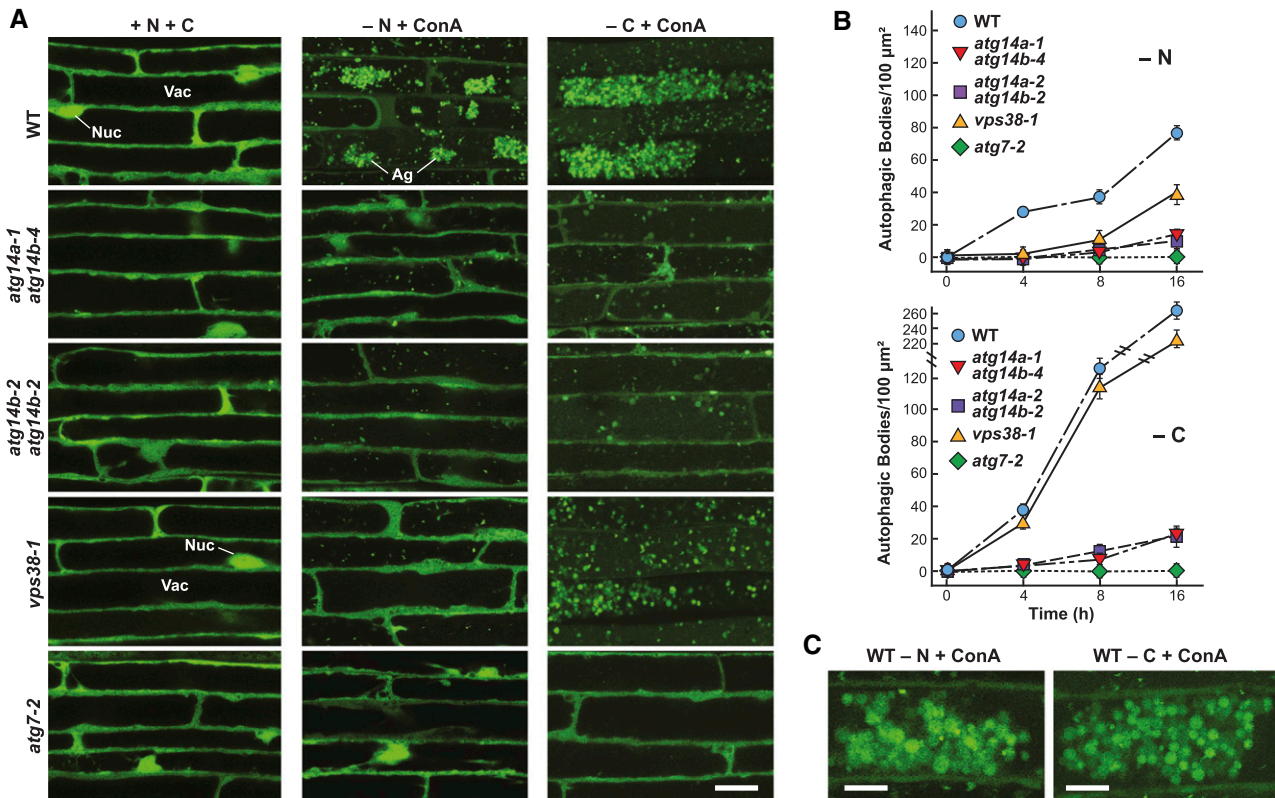 A
+ N + C
– N + ConA
– C + ConA
WT
Vac
Nuc
Ag
atg14a-1
atg14b-4
atg14b-2
atg14b-2
vps38-1
Nuc
Vac
atg7-2
B
Autophagic Bodies/100 µm²
140
120
100
80
60
40
20
0
WT
atg14a-1
atg14b-4
atg14a-2
atg14b-2
vps38-1
atg7-2
– N
0 4 8 16
Autophagic Bodies/100 µm²
260
240
220
120
100
80
60
40
20
0
WT
atg14a-1
atg14b-4
atg14a-2
atg14b-2
vps38-1
atg7-2
– C
0 4 8 16
Time (h)
C
WT – N + ConA
WT – C + ConA